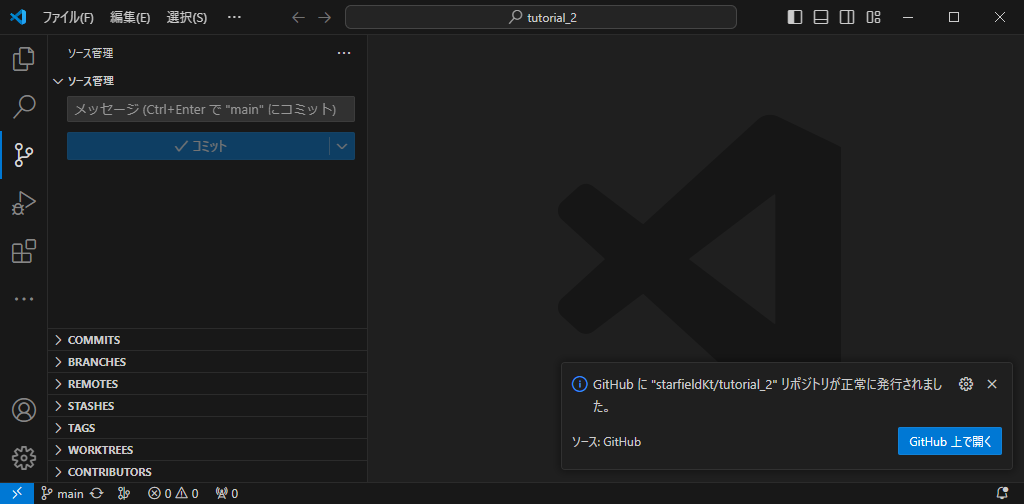 ファイル(F) 編集(E) 選択(S) ··· tutorial_2
ソース管理 ···
ソース管理
メッセージ (Ctrl+Enter で "main" にコミット)
コミット
COMMITS
BRANCHES
REMOTES
STASHES
TAGS
WORKTREES
CONTRIBUTORS
GitHub に "starfieldKt/tutorial_2" リポジトリが正常に発行されまし
た。
ソース: GitHub
GitHub 上で開く
main 0 0 0